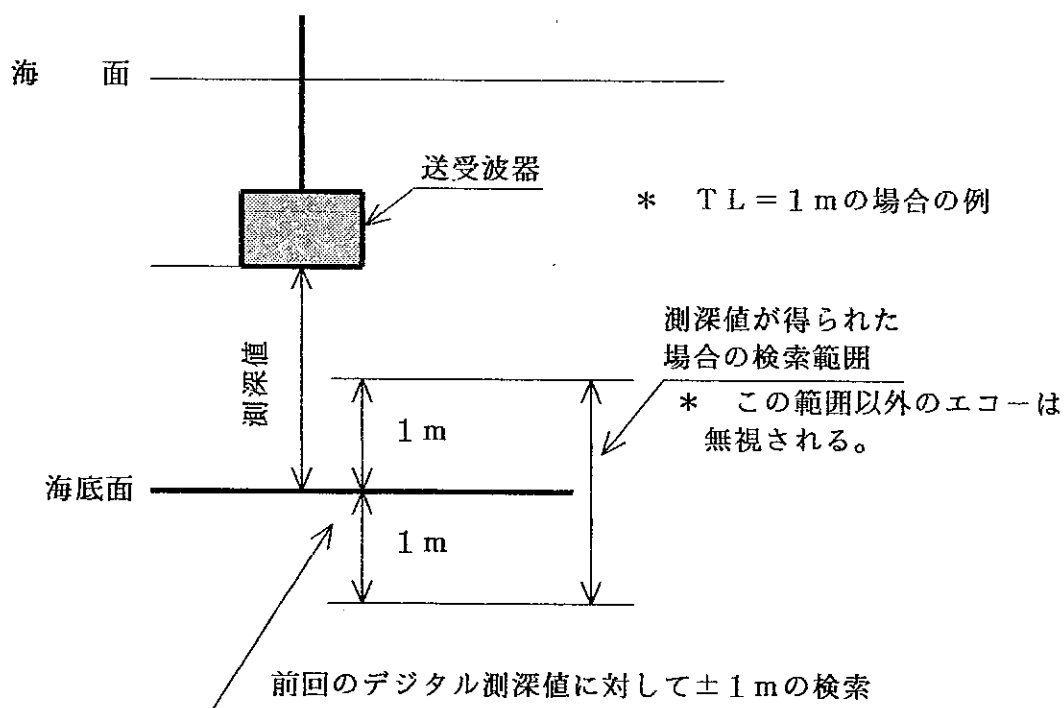 海　面
送受波器
＊　ＴＬ＝１ｍの場合の例
測深値が得られた
場合の検索範囲
＊　この範囲以外のエコーは
無視される。
測深値
１ｍ
海底面
１ｍ
前回のデジタル測深値に対して±１ｍの検索